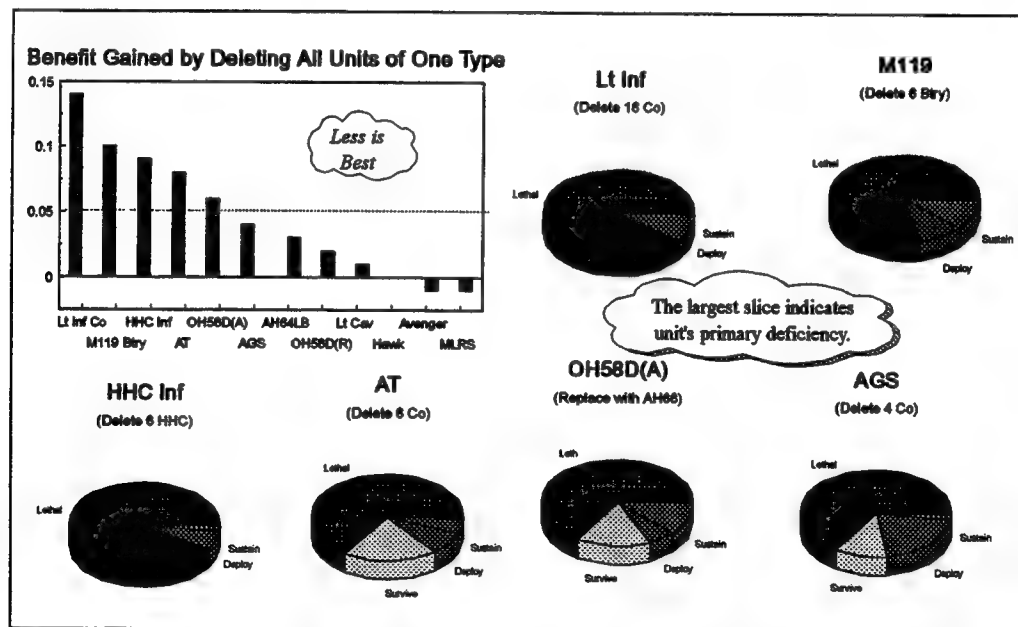 Benefit Gained by Deleting All Units of One Type
0.15
0.1
0.05
0
Less is
Best
Lt Inf Co
HHC Inf
OH58D(A)
AH64LB
Lt Cav
Avenger
M119 Btry
AT
AGS
OH58D(R)
Hawk
MLRS
Lt Inf
(Delete 16 Co)
Lethal
Sustain
Deploy
M119
(Delete 6 Btry)
Lethal
Sustain
Deploy
The largest slice indicates
unit's primary deficiency.
HHC Inf
(Delete 6 HHC)
Lethal
Sustain
Deploy
AT
(Delete 6 Co)
Lethal
Sustain
Deploy
Survive
OH58D(A)
(Replace with AH66)
Leth
Sustain
Deploy
Survive
AGS
(Delete 4 Co)
Lethal
Sustain
Deploy
Survive